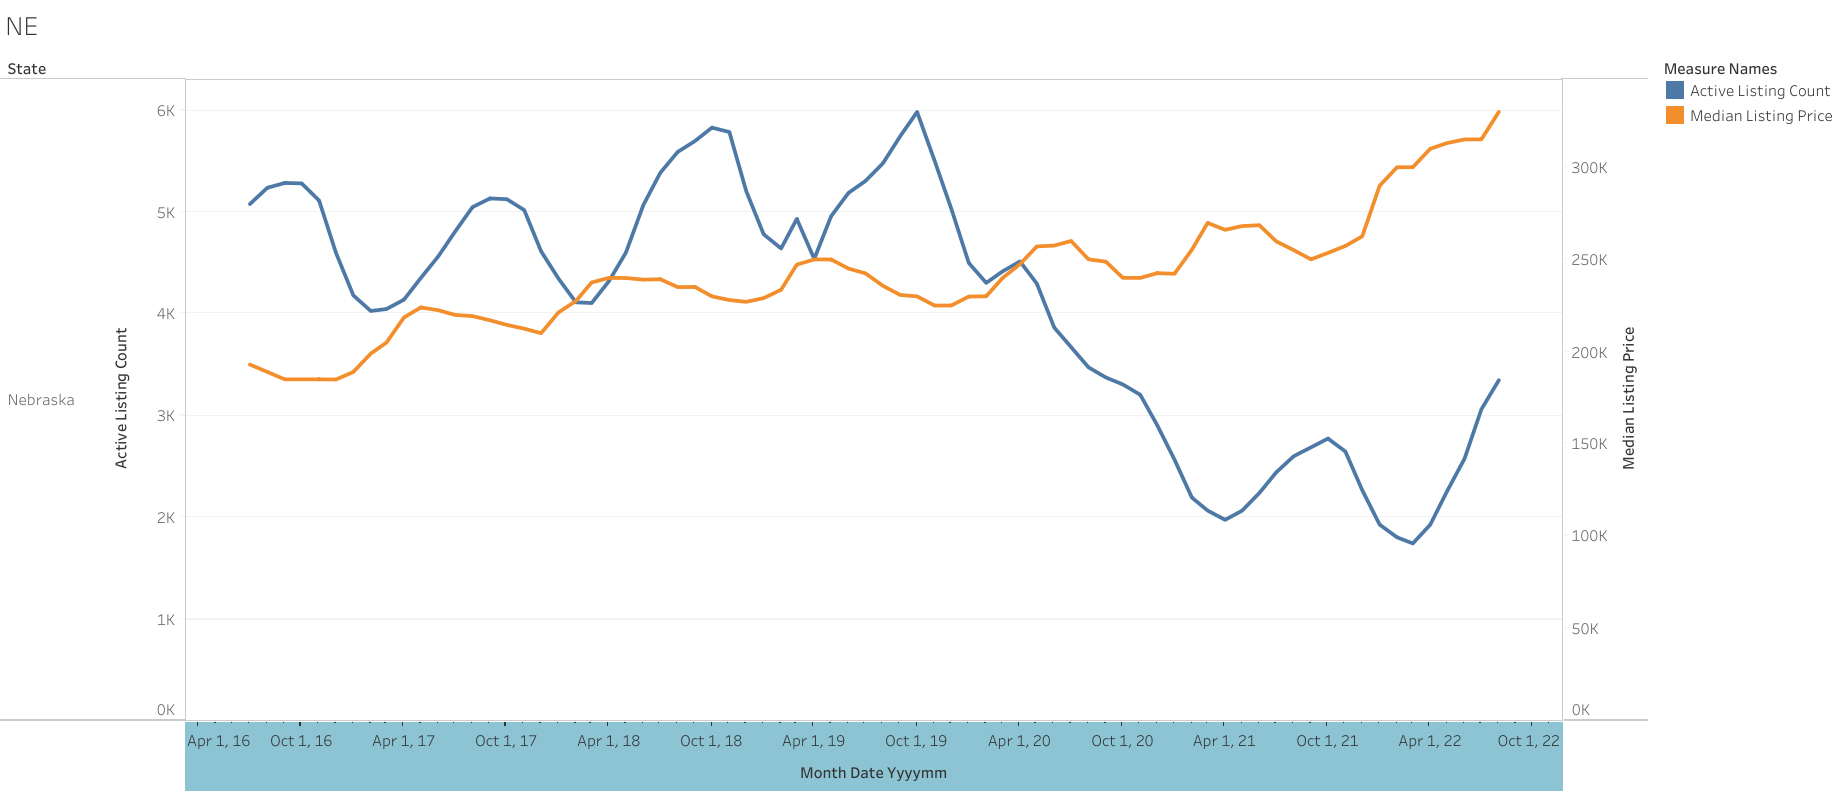 NE
State
Measure Names
Active Listing Count
Median Listing Price
Nebraska
Active Listing Count
6K
5K
4K
3K
2K
1K
0K
300K
250K
200K
150K
100K
50K
0K
Median Listing Price
Apr 1, 16 Oct 1, 16 Apr 1, 17 Oct 1, 17 Apr 1, 18 Oct 1, 18 Apr 1, 19 Oct 1, 19 Apr 1, 20 Oct 1, 20 Apr 1, 21 Oct 1, 21 Apr 1, 22 Oct 1, 22
Month Date Yyyymm